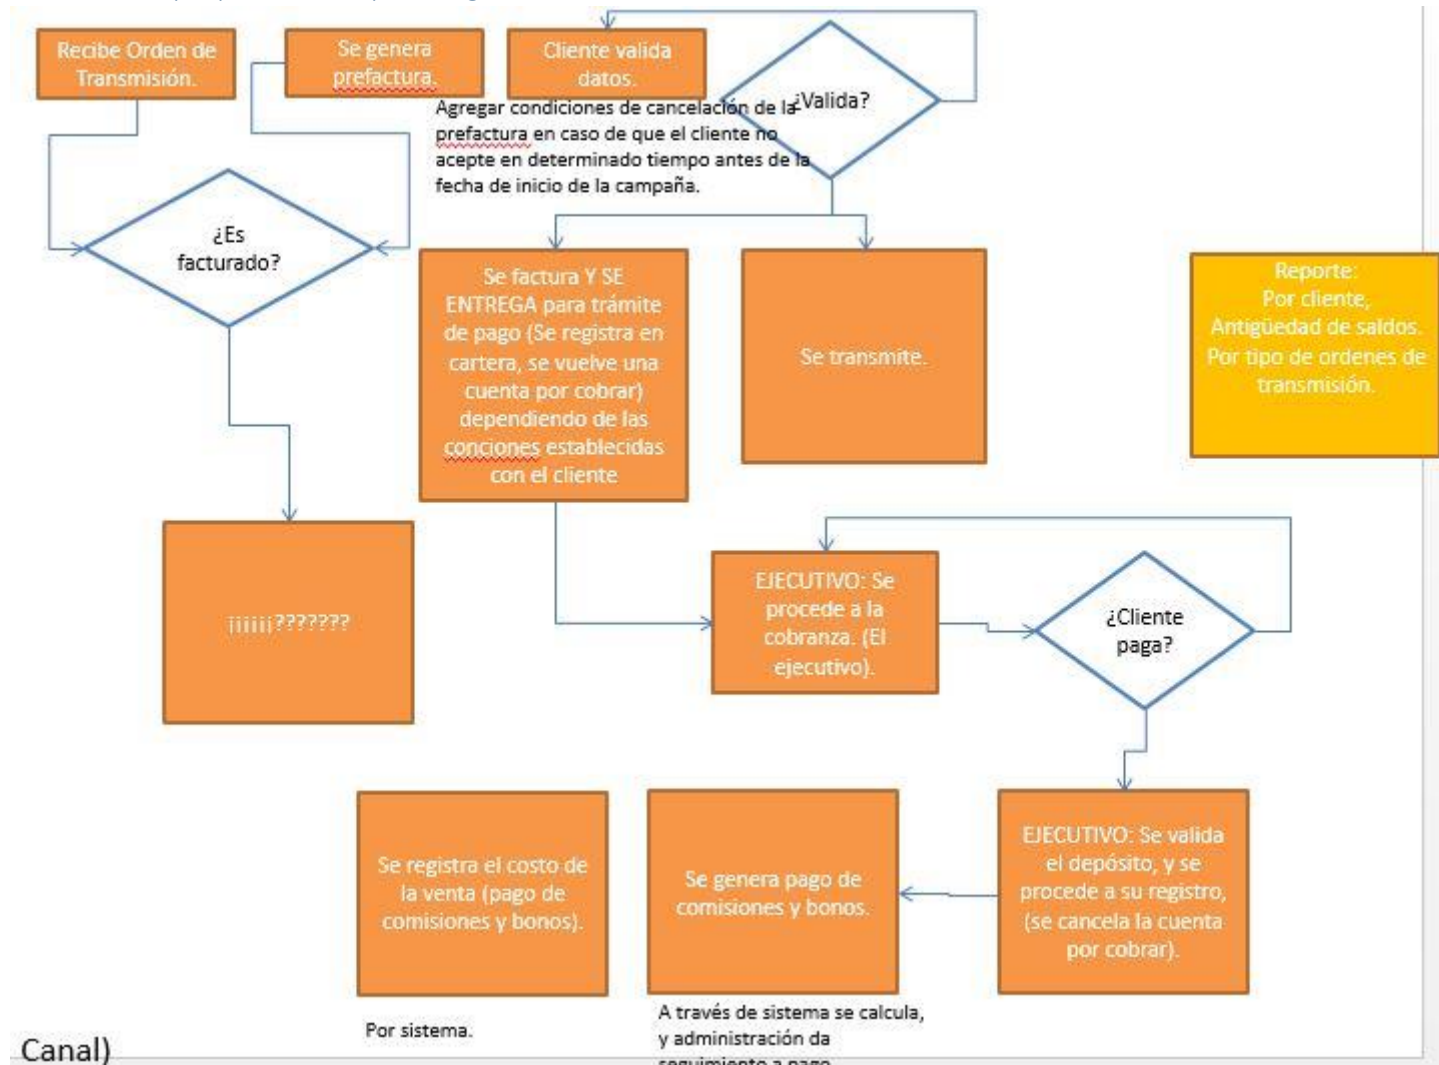 Recibe Orden de
Transmisión.
Se genera
prefactura.
Cliente valida
datos.
¿Valida?
Agregar condiciones de cancelación de la
prefactura en caso de que el cliente no
acepte en determinado tiempo antes de la
fecha de inicio de la campaña.
¿Es
facturado?
Se factura Y SE
ENTREGA para trámite
de pago (Se registra en
cartera, se vuelve una
cuenta por cobrar)
dependiendo de las
conciones establecidas
con el cliente
Se transmite.
Reporte:
Por cliente,
Antigüedad de saldos.
Por tipo de ordenes de
transmisión.
¡¡¡¡¡¡???????
EJECUTIVO: Se
procede a la
cobranza. (El
ejecutivo).
¿Cliente
paga?
Se registra el costo de
la venta (pago de
comisiones y bonos).
Se genera pago de
comisiones y bonos.
EJECUTIVO: Se valida
el depósito, y se
procede a su registro,
(se cancela la cuenta
por cobrar).
Por sistema.
A través de sistema se calcula,
y administración da
seguimiento a pago
Canal)